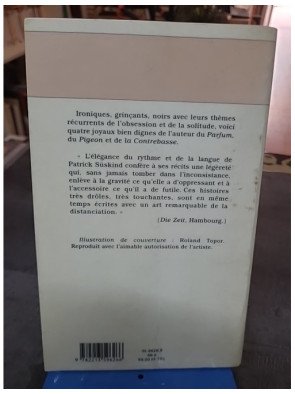 Ironiques, grinçants, noirs avec leurs thèmes
récurrents de l'obsession et de la solitude, voici
quatre joyaux bien dignes de l'auteur du Parfum,
du Pigeon et de la Contrebasse.
« L'élégance du rythme et de la langue de
Patrick Süskind confère à ses récits une légèreté
qui, sans jamais tomber dans l'inconsistance,
enlève à la gravité ce qu'elle a d'oppressant et à
l'accessoire ce qu'il a de futile. Ces histoires
très drôles, très touchantes, sont en même
temps écrites avec un art remarquable de la
distanciation. »
(Die Zeit, Hambourg.)
Illustration de couverture : Roland Topor.
Reproduit avec l'aimable autorisation de l'artiste.